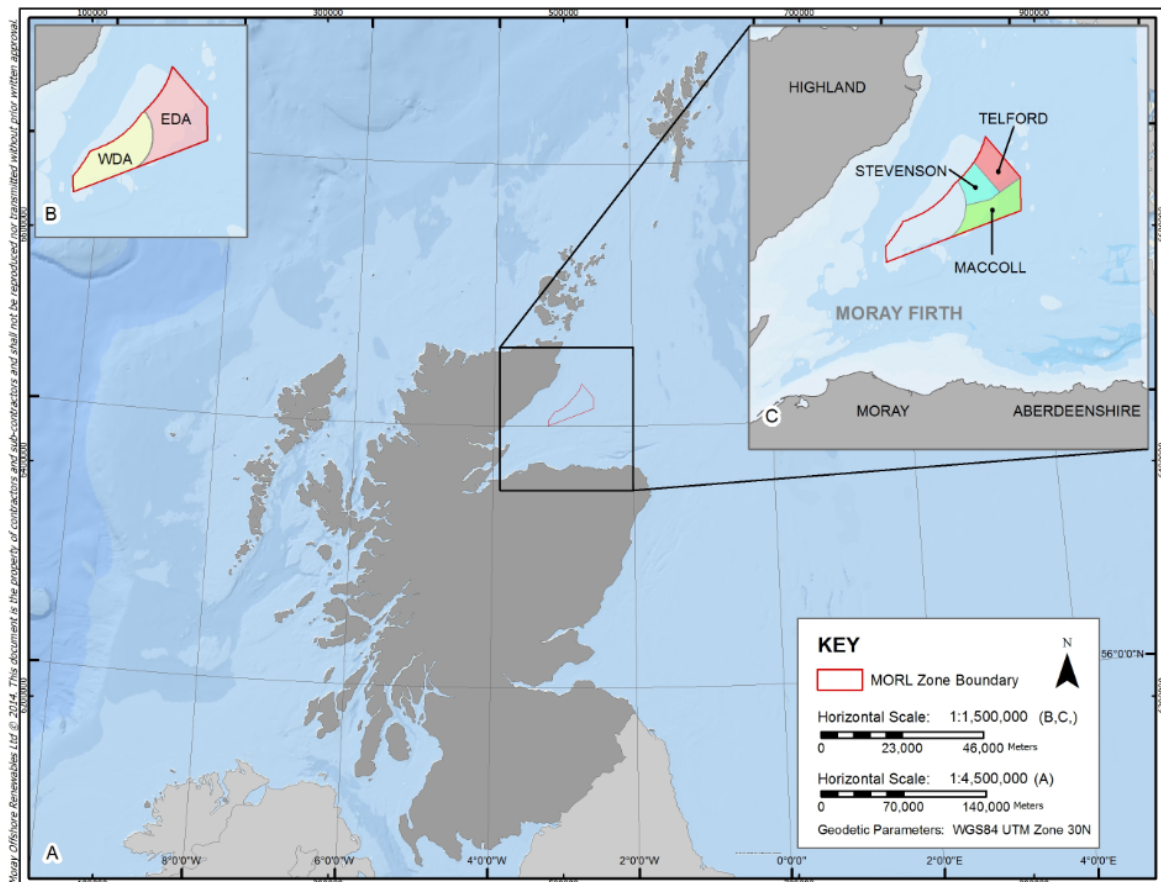 100000
300000
500000
700000
900000
Moray Offshore Renewables Ltd © 2014. This document is the property of contractors and sub-contractors and shall not be reproduced nor transmitted without prior written approval.
EDA
WDA
B
HIGHLAND
TELFORD
STEVENSON
MACCOLL
MORAY FIRTH
MORAY
ABERDEENSHIRE
C
6600000
6400000
6200000
KEY
N
MORL Zone Boundary
Horizontal Scale: 1:1,500,000 (B,C,)
0 23,000 46,000 Meters
Horizontal Scale: 1:4,500,000 (A)
0 70,000 140,000 Meters
Geodetic Parameters: WGS84 UTM Zone 30N
56°0'0"N
A
8°0'0"W
6°0'0"W
4°0'0"W
2°0'0"W
0°0'0"
2°0'0"E
4°0'0"E